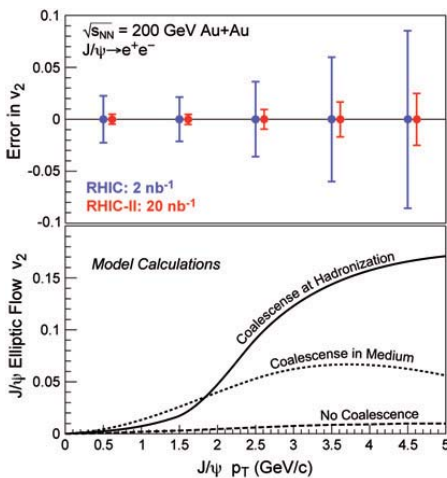 √sNN = 200 GeV Au+Au
J/ψ→e⁺e⁻
0.1
0.05
0
-0.05
-0.1
Error in v₂
RHIC: 2 nb⁻¹
RHIC-II: 20 nb⁻¹
Model Calculations
0.15
0.1
0.05
0
J/ψ Elliptic Flow v₂
Coalescense at Hadronization
Coalescense in Medium
No Coalescence
0 0.5 1 1.5 2 2.5 3 3.5 4 4.5 5
J/ψ pT (GeV/c)